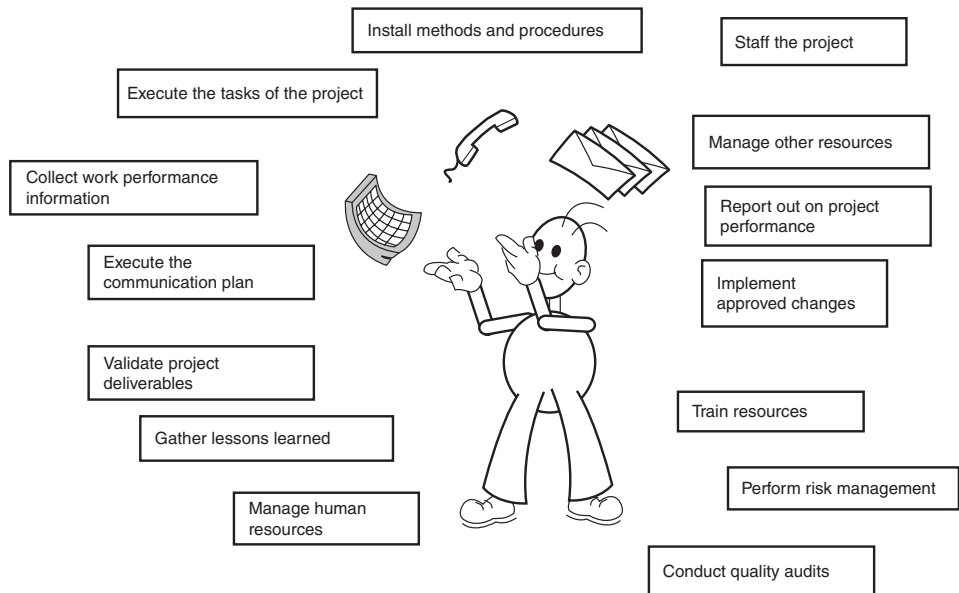 Install methods and procedures
Staff the project
Execute the tasks of the project
Manage other resources
Collect work performance
information
Report out on project
performance
Execute the
communication plan
Implement
approved changes
Validate project
deliverables
Train resources
Gather lessons learned
Perform risk management
Manage human
resources
Conduct quality audits